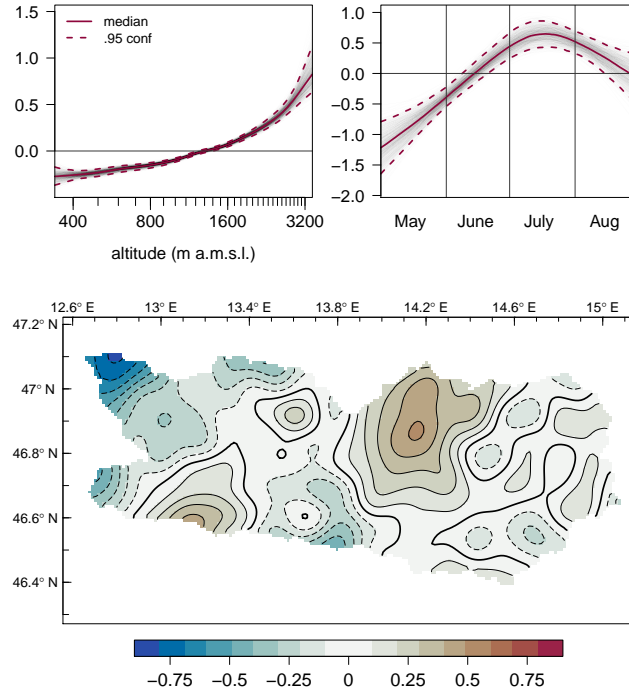 1.5
1.0
0.5
0.0
median
.95 conf
400
800
1600
3200
altitude (m a.m.s.l.)
1.0
0.5
0.0
−0.5
−1.0
−1.5
−2.0
May
June
July
Aug
12.6° E
13° E
13.4° E
13.8° E
14.2° E
14.6° E
15° E
47.2° N
47° N
46.8° N
46.6° N
46.4° N
−0.75
−0.5
−0.25
0
0.25
0.5
0.75